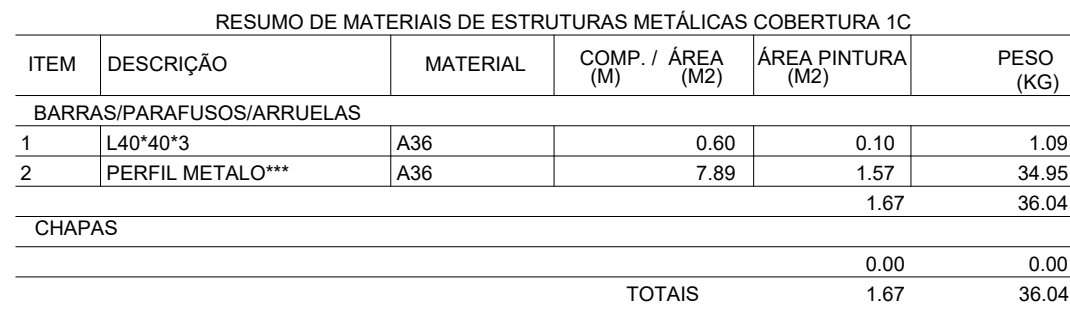 RESUMO DE MATERIAIS DE ESTRUTURAS METÁLICAS COBERTURA 1C
ITEM DESCRIÇÃO MATERIAL COMP. / ÁREA (M) (M2) ÁREA PINTURA (M2) PESO (KG)
BARRAS/PARAFUSOS/ARRUELAS
1 L40*40*3 A36 0.60 0.10 1.09
2 PERFIL METALO*** A36 7.89 1.57 34.95
1.67 36.04
CHAPAS
0.00 0.00
TOTAIS 1.67 36.04